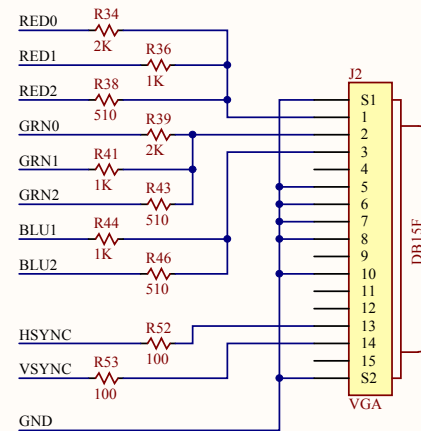 RED0 R34
2K
RED1 R36
1K
RED2 R38
510
GRN0 R39
2K
GRN1 R41
1K
GRN2 R43
510
BLU1 R44
1K
BLU2 R46
510
HSYNC R52
100
VSYNC R53
100
GND
J2
S1
1
2
3
4
5
6
7
8
9
10
11
12
13
14
15
S2
VGA
DB15F